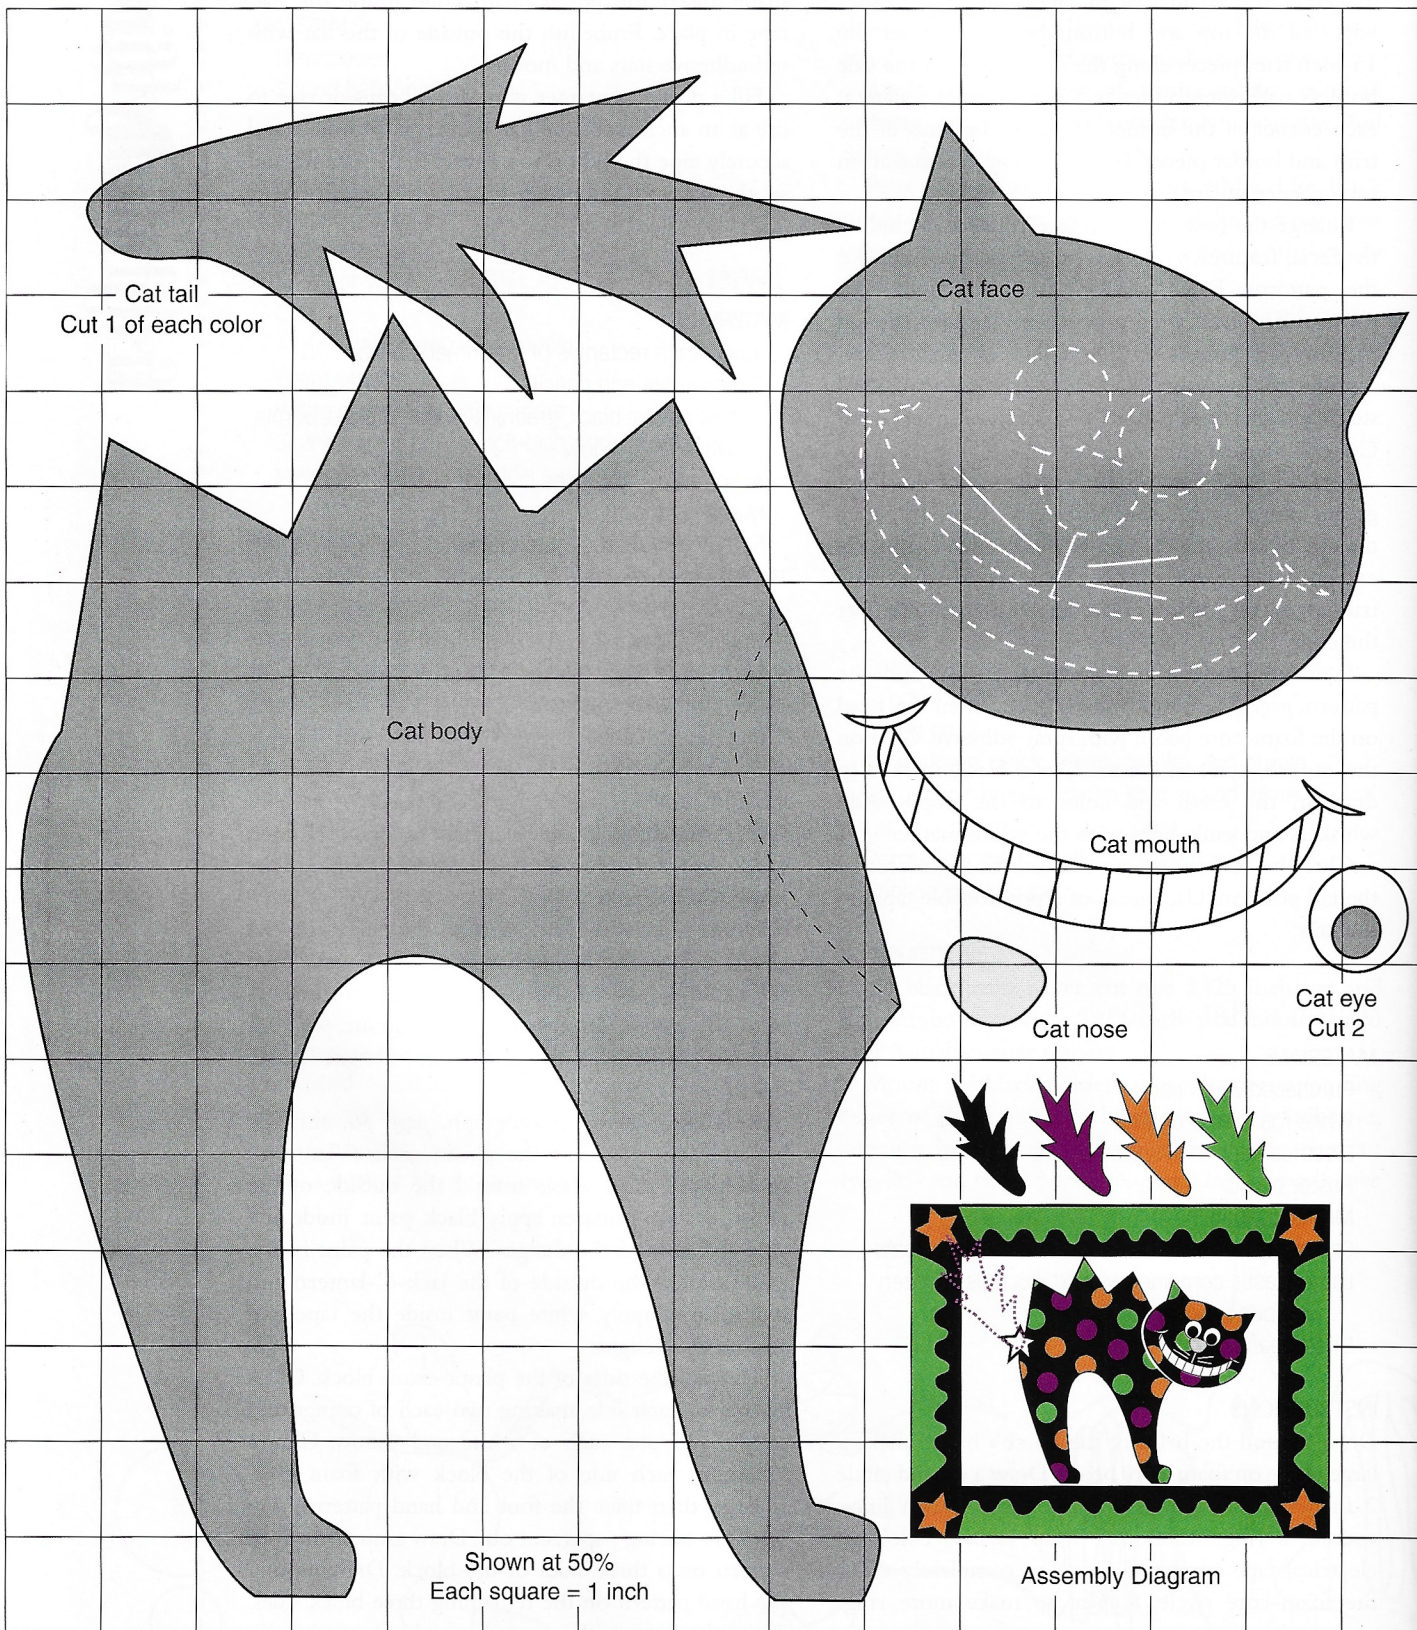 Cat tail
Cut 1 of each color
Cat face
Cat body
Cat mouth
Cat nose
Cat eye
Cut 2
Shown at 50%
Each square = 1 inch
Assembly Diagram